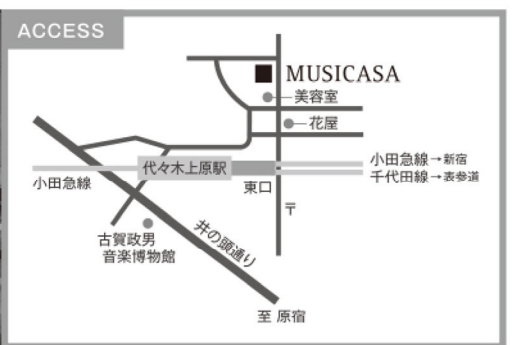 ACCESS
MUSICASA
美容室
花屋
代々木上原駅
小田急線→新宿
千代田線→表参道
小田急線
東口
〒
古賀政男
音楽博物館
井の頭通り
至 原宿